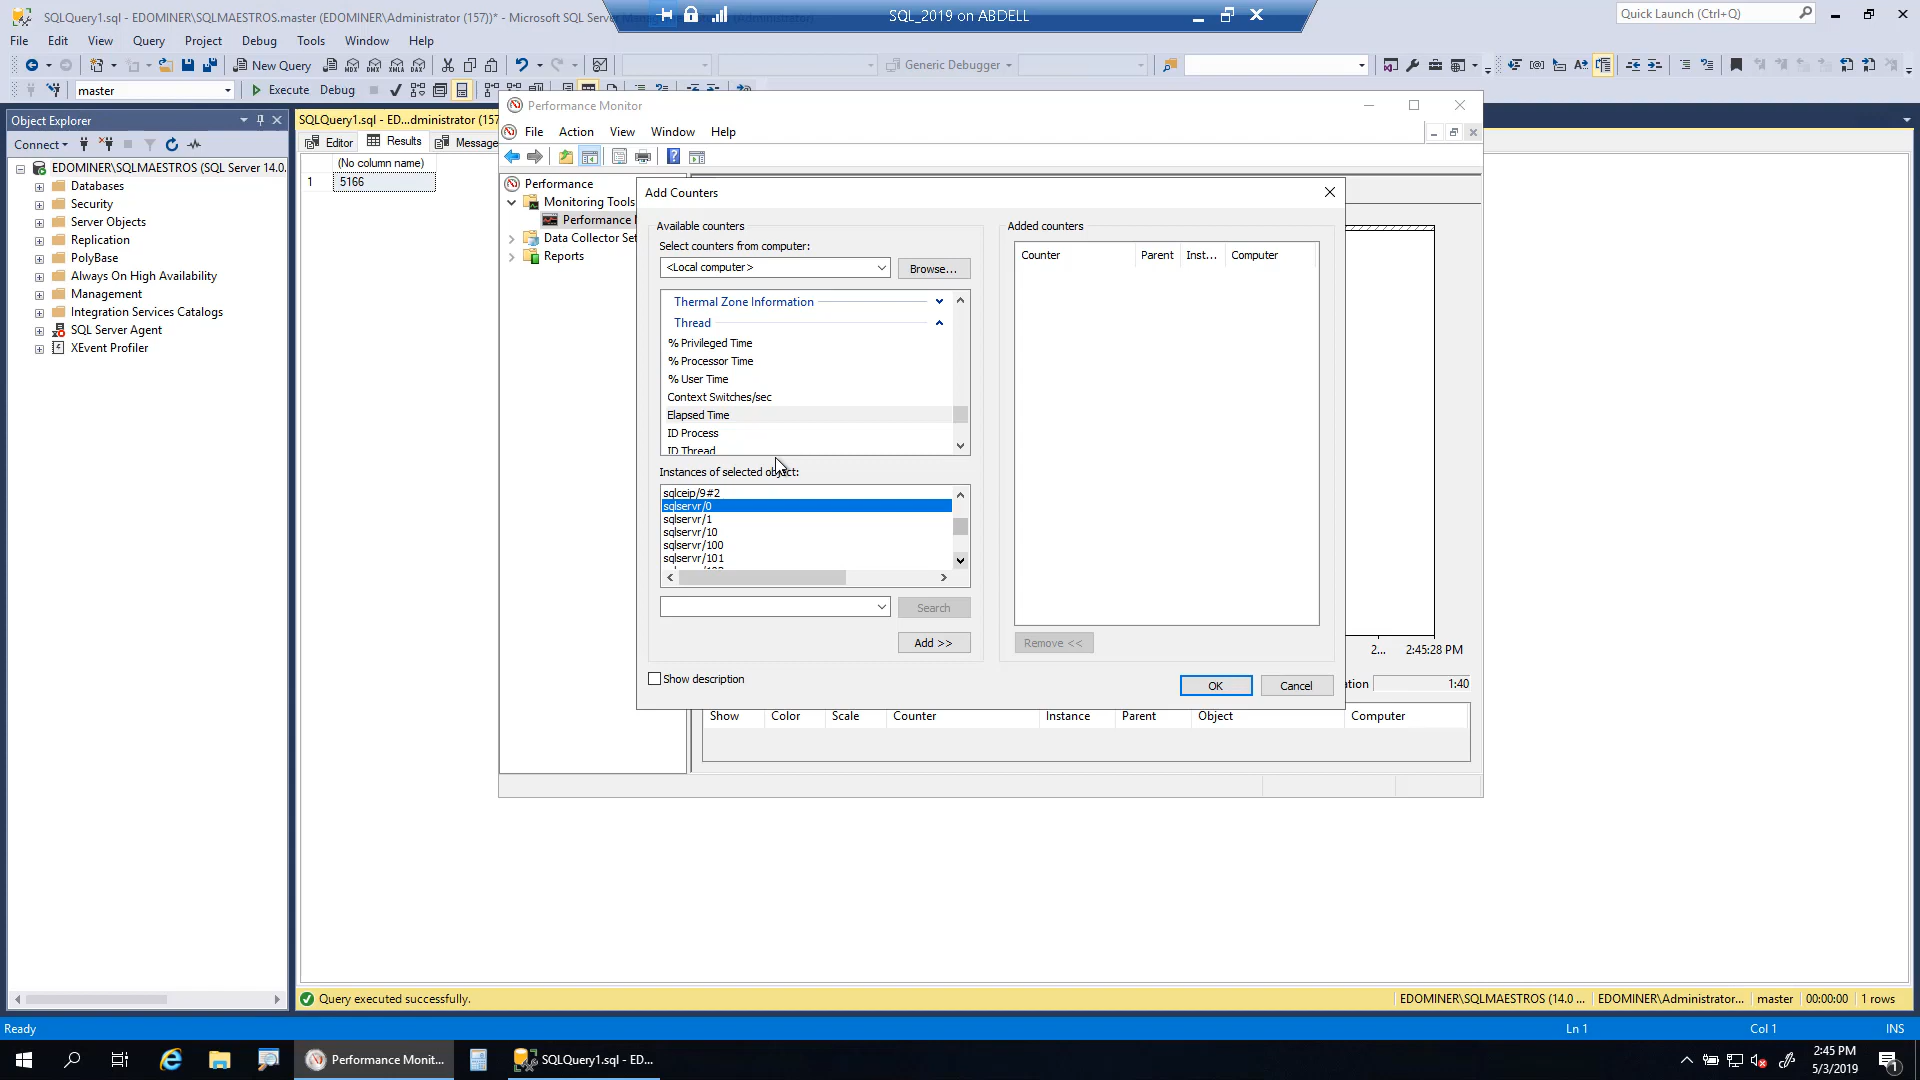 SQLQuery1.sql - EDOMINER\SQLMAESTROS.master (EDOMINER\Administrator (157))* - Microsoft SQL Server
SQL_2019 on ABDELL
Quick Launch (Ctrl+Q)
File Edit View Query Project Debug Tools Window Help
New Query
MDX DMX XMLA DAX
Generic Debugger
master
Execute Debug
Object Explorer
Connect
EDOMINER\SQLMAESTROS (SQL Server 14.0.
Databases
Security
Server Objects
Replication
PolyBase
Always On High Availability
Management
Integration Services Catalogs
SQL Server Agent
XEvent Profiler
SQLQuery1.sql - ED...dministrator (157
Editor Results Message
(No column name)
1 5166
Performance Monitor
File Action View Window Help
Performance
Monitoring Tools
Performance
Data Collector Set
Reports
Add Counters
Available counters
Select counters from computer:
<Local computer>
Browse...
Thermal Zone Information
Thread
% Privileged Time
% Processor Time
% User Time
Context Switches/sec
Elapsed Time
ID Process
ID Thread
Instances of selected object:
sqlceip/9#2
sqlservr/0
sqlservr/1
sqlservr/10
sqlservr/100
sqlservr/101
Search
Add >>
Show description
Added counters
Counter Parent Inst... Computer
Remove <<
OK Cancel
2... 2:45:28 PM
ation 1:40
Show Color Scale Counter Instance Parent Object Computer
Query executed successfully.
EDOMINER\SQLMAESTROS (14.0 ... EDOMINER\Administrator... master 00:00:00 1 rows
Ready Ln 1 Col 1 INS
Performance Monit...
SQLQuery1.sql - ED...
2:45 PM
5/3/2019
1